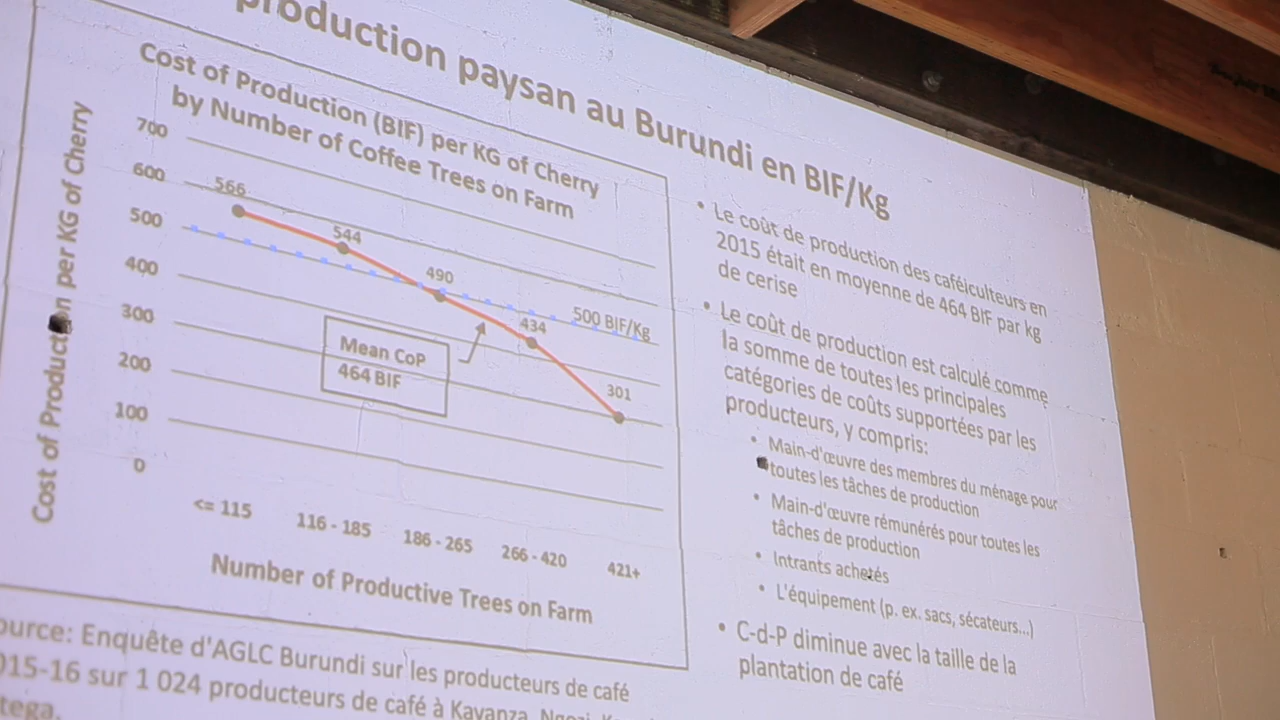 production paysan au Burundi en BIF/Kg
Cost of Production (BIF) per KG of Cherry
by Number of Coffee Trees on Farm
Cost of Production per KG of Cherry
700
600
500
400
300
200
100
0
566
544
490
434
301
500 BIF/Kg
Mean CoP
464 BIF
<= 115
116 - 185
186 - 265
266 - 420
421+
Number of Productive Trees on Farm
• Le coût de production des caféiculteurs en
2015 était en moyenne de 464 BIF par kg
de cerise
• Le coût de production est calculé comme
la somme de toutes les principales
catégories de coûts supportées par les
producteurs, y compris:
• Main-d'œuvre des membres du ménage pour
toutes les tâches de production
• Main-d'œuvre rémunérés pour toutes les
tâches de production
• Intrants achetés
• L'équipement (p. ex. sacs, sécateurs...)
• C-d-P diminue avec la taille de la
plantation de café
ource: Enquête d'AGLC Burundi sur les producteurs de café
015-16 sur 1 024 producteurs de café à Kayanza, Ngozi,
tega.